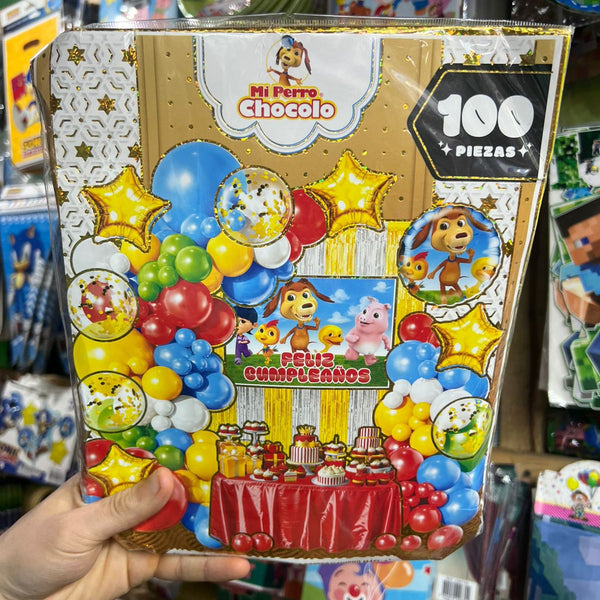 Mi Perro
Chocolo
100
PIEZAS
FELIZ
CUMPLEAÑOS